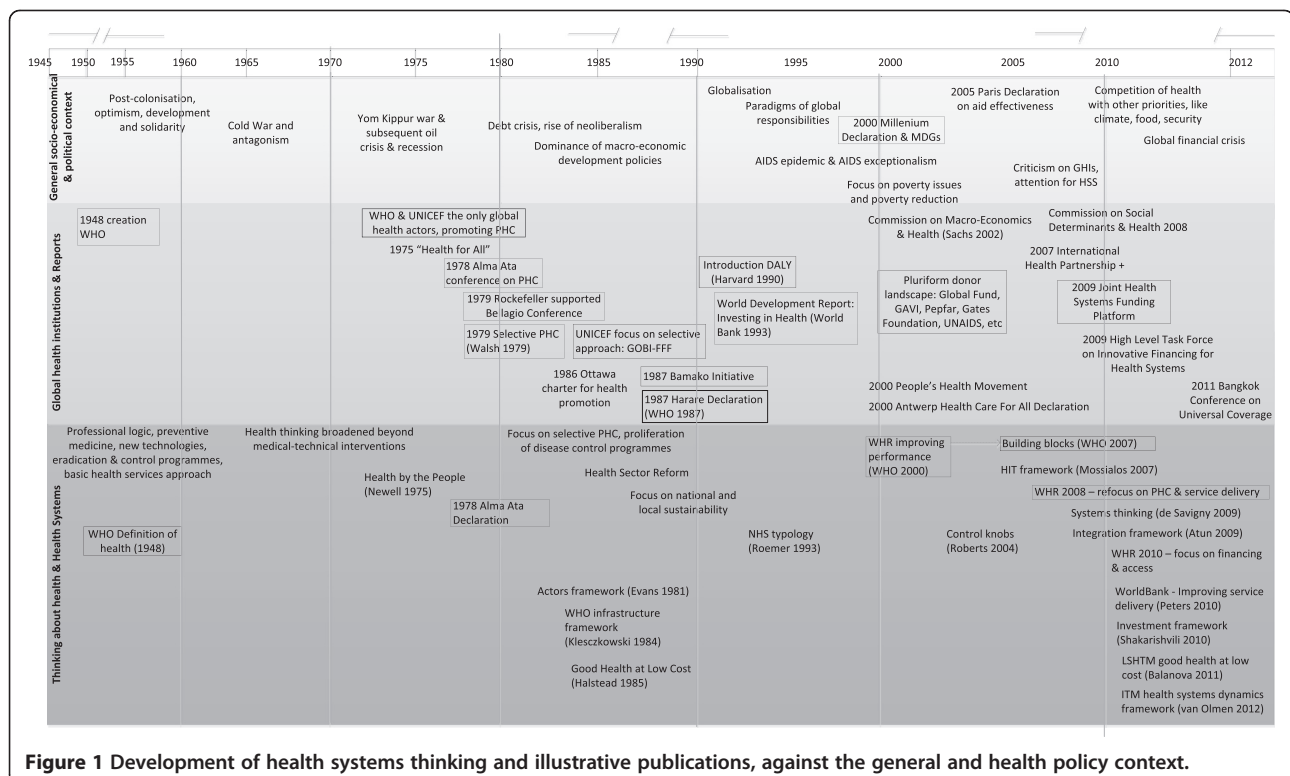 1945 1950 1955 1960 1965 1970 1975 1980 1985 1990 1995 2000 2005 2010 2012
General socio-economical
& political context
Post-colonisation,
optimism, development
and solidarity
Cold War and
antagonism
Yom Kippur war &
subsequent oil
crisis & recession
Debt crisis, rise of neoliberalism
Dominance of macro-economic
development policies
Globalisation
Paradigms of global
responsibilities
2000 Millenium
Declaration & MDGs
AIDS epidemic & AIDS exceptionalism
Focus on poverty issues
and poverty reduction
2005 Paris Declaration
on aid effectiveness
Criticism on GHIs,
attention for HSS
Competition of health
with other priorities, like
climate, food, security
Global financial crisis
Global health institutions & Reports
1948 creation
WHO
WHO & UNICEF the only global
health actors, promoting PHC
1975 “Health for All”
1978 Alma Ata
conference on PHC
1979 Rockefeller supported
Bellagio Conference
1979 Selective PHC
(Walsh 1979)
UNICEF focus on selective
approach: GOBI-FFF
1986 Ottawa
charter for health
promotion
1987 Bamako Initiative
1987 Harare Declaration
(WHO 1987)
Introduction DALY
(Harvard 1990)
World Development Report:
Investing in Health (World
Bank 1993)
Commission on Macro-Economics
& Health (Sachs 2002)
Pluriform donor
landscape: Global Fund,
GAVI, Pepfar, Gates
Foundation, UNAIDS, etc
2000 People’s Health Movement
2000 Antwerp Health Care For All Declaration
Commission on Social
Determinants & Health 2008
2007 International
Health Partnership +
2009 Joint Health
Systems Funding
Platform
2009 High Level Task Force
on Innovative Financing for
Health Systems
2011 Bangkok
Conference on
Universal Coverage
Thinking about health & Health Systems
Professional logic, preventive
medicine, new technologies,
eradication & control programmes,
basic health services approach
WHO Definition of
health (1948)
Health thinking broadened beyond
medical-technical interventions
Health by the People
(Newell 1975)
1978 Alma Ata
Declaration
Focus on selective PHC, proliferation
of disease control programmes
Health Sector Reform
Focus on national and
local sustainability
Actors framework (Evans 1981)
WHO infrastructure
framework
(Klesczkowski 1984)
Good Health at Low Cost
(Halstead 1985)
NHS typology
(Roemer 1993)
WHR improving
performance
(WHO 2000)
Control knobs
(Roberts 2004)
Building blocks (WHO 2007)
HIT framework (Mossialos 2007)
WHR 2008 – refocus on PHC & service delivery
Systems thinking (de Savigny 2009)
Integration framework (Atun 2009)
WHR 2010 – focus on financing
& access
WorldBank - Improving service
delivery (Peters 2010)
Investment framework
(Shakarishvili 2010)
LSHTM good health at low
cost (Balanova 2011)
ITM health systems dynamics
framework (van Olmen 2012)
Figure 1 Development of health systems thinking and illustrative publications, against the general and health policy context.